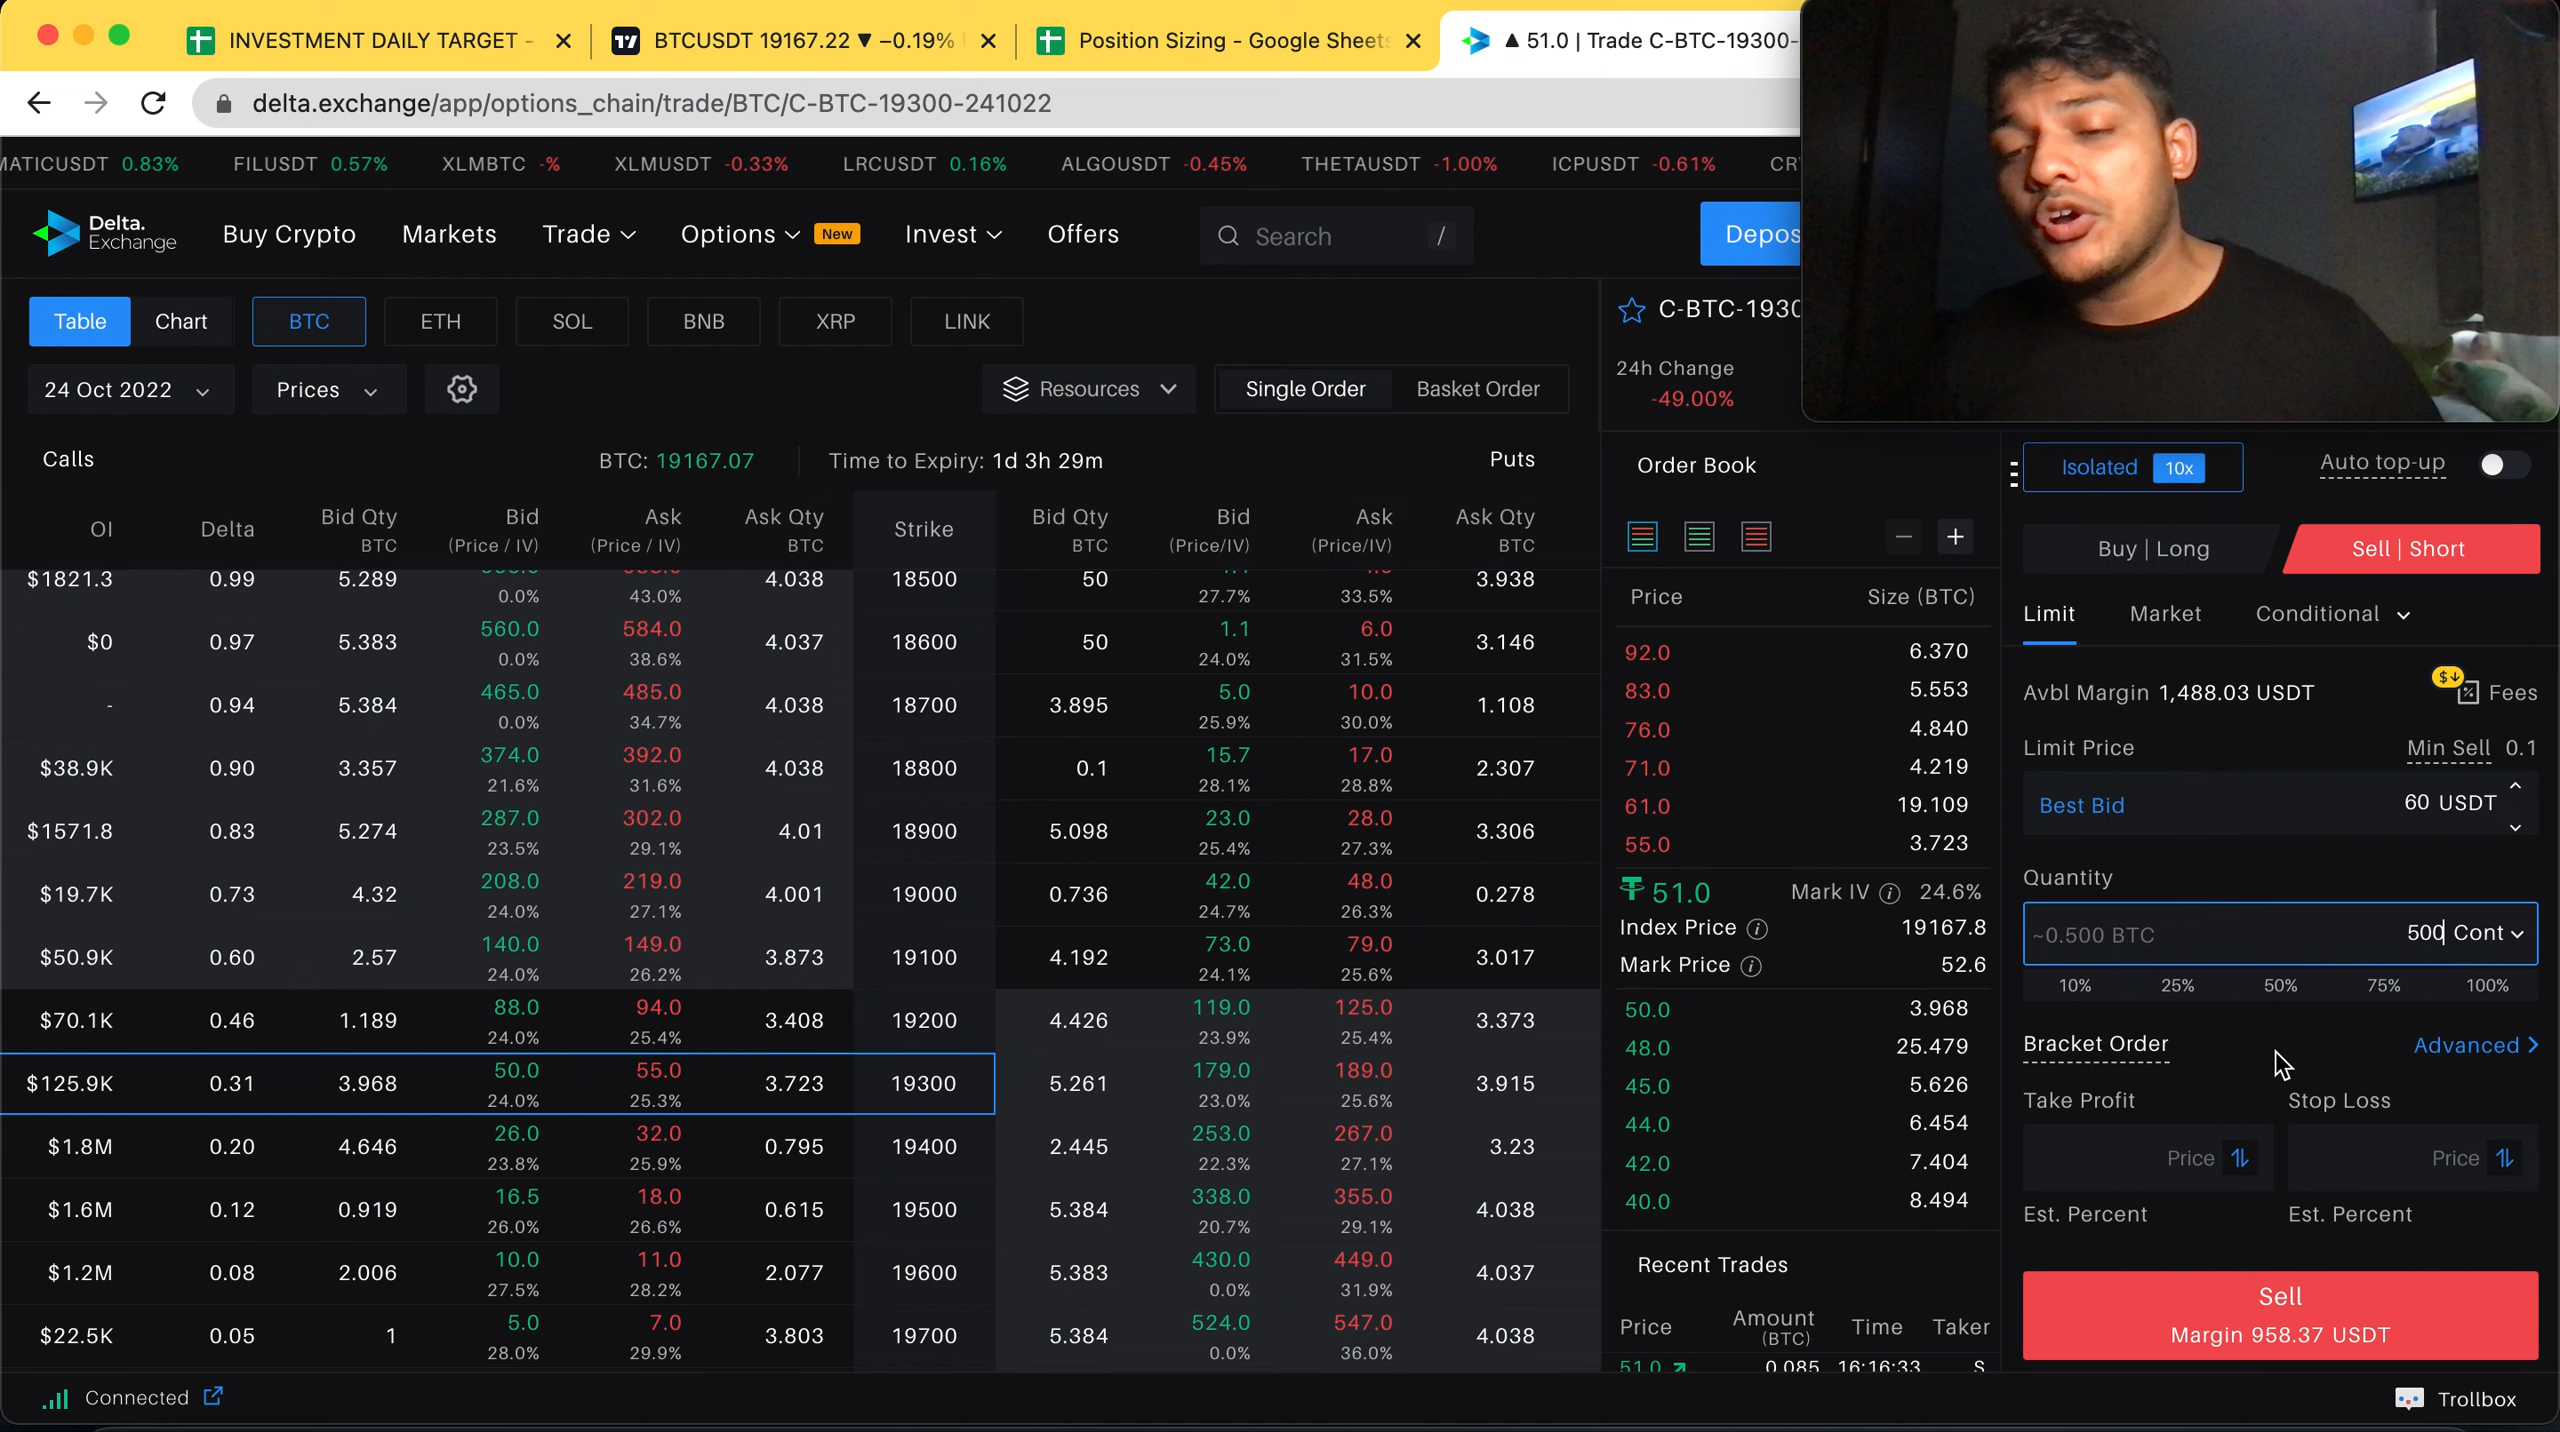 INVESTMENT DAILY TARGET -
BTCUSDT 19167.22 ▼ −0.19%
Position Sizing - Google Sheets
▲ 51.0 | Trade C-BTC-19300-
delta.exchange/app/options_chain/trade/BTC/C-BTC-19300-241022
MATICUSDT 0.83% FILUSDT 0.57% XLMBTC -% XLMUSDT -0.33% LRCUSDT 0.16% ALGOUSDT -0.45% THETAUSDT -1.00% ICPUSDT -0.61%
Delta. Exchange
Buy Crypto Markets Trade Options New Invest Offers Search / Depos
Table Chart BTC ETH SOL BNB XRP LINK
C-BTC-1930
24h Change
-49.00%
24 Oct 2022 Prices Resources Single Order Basket Order
Calls BTC: 19167.07 Time to Expiry: 1d 3h 29m Puts
OI Delta Bid Qty BTC Bid (Price / IV) Ask (Price / IV) Ask Qty BTC Strike Bid Qty BTC Bid (Price/IV) Ask (Price/IV) Ask Qty BTC
$1821.3 0.99 5.289 4.038 18500 50 3.938
0.0% 43.0% 27.7% 33.5%
$0 0.97 5.383 560.0 584.0 4.037 18600 50 1.1 6.0 3.146
0.0% 38.6% 24.0% 31.5%
- 0.94 5.384 465.0 485.0 4.038 18700 3.895 5.0 10.0 1.108
0.0% 34.7% 25.9% 30.0%
$38.9K 0.90 3.357 374.0 392.0 4.038 18800 0.1 15.7 17.0 2.307
21.6% 31.6% 28.1% 28.8%
$1571.8 0.83 5.274 287.0 302.0 4.01 18900 5.098 23.0 28.0 3.306
23.5% 29.1% 25.4% 27.3%
$19.7K 0.73 4.32 208.0 219.0 4.001 19000 0.736 42.0 48.0 0.278
24.0% 27.1% 24.7% 26.3%
$50.9K 0.60 2.57 140.0 149.0 3.873 19100 4.192 73.0 79.0 3.017
24.0% 26.2% 24.1% 25.6%
$70.1K 0.46 1.189 88.0 94.0 3.408 19200 4.426 119.0 125.0 3.373
24.0% 25.4% 23.9% 25.4%
$125.9K 0.31 3.968 50.0 55.0 3.723 19300 5.261 179.0 189.0 3.915
24.0% 25.3% 23.0% 25.6%
$1.8M 0.20 4.646 26.0 32.0 0.795 19400 2.445 253.0 267.0 3.23
23.8% 25.9% 22.3% 27.1%
$1.6M 0.12 0.919 16.5 18.0 0.615 19500 5.384 338.0 355.0 4.038
26.0% 26.6% 20.7% 29.1%
$1.2M 0.08 2.006 10.0 11.0 2.077 19600 5.383 430.0 449.0 4.037
27.5% 28.2% 0.0% 31.9%
$22.5K 0.05 1 5.0 7.0 3.803 19700 5.384 524.0 547.0 4.038
28.0% 29.9% 0.0% 36.0%
Order Book
Price Size (BTC)
92.0 6.370
83.0 5.553
76.0 4.840
71.0 4.219
61.0 19.109
55.0 3.723
51.0 Mark IV 24.6%
Index Price 19167.8
Mark Price 52.6
50.0 3.968
48.0 25.479
45.0 5.626
44.0 6.454
42.0 7.404
40.0 8.494
Recent Trades
Price Amount (BTC) Time Taker
51.0 0.085 16:16:33 S
Isolated 10x Auto top-up
Buy | Long Sell | Short
Limit Market Conditional
Avbl Margin 1,488.03 USDT Fees
Limit Price Min Sell 0.1
Best Bid 60 USDT
Quantity
~0.500 BTC 500 Cont
10% 25% 50% 75% 100%
Bracket Order Advanced
Take Profit Stop Loss
Price Price
Est. Percent Est. Percent
Sell
Margin 958.37 USDT
Connected Trollbox